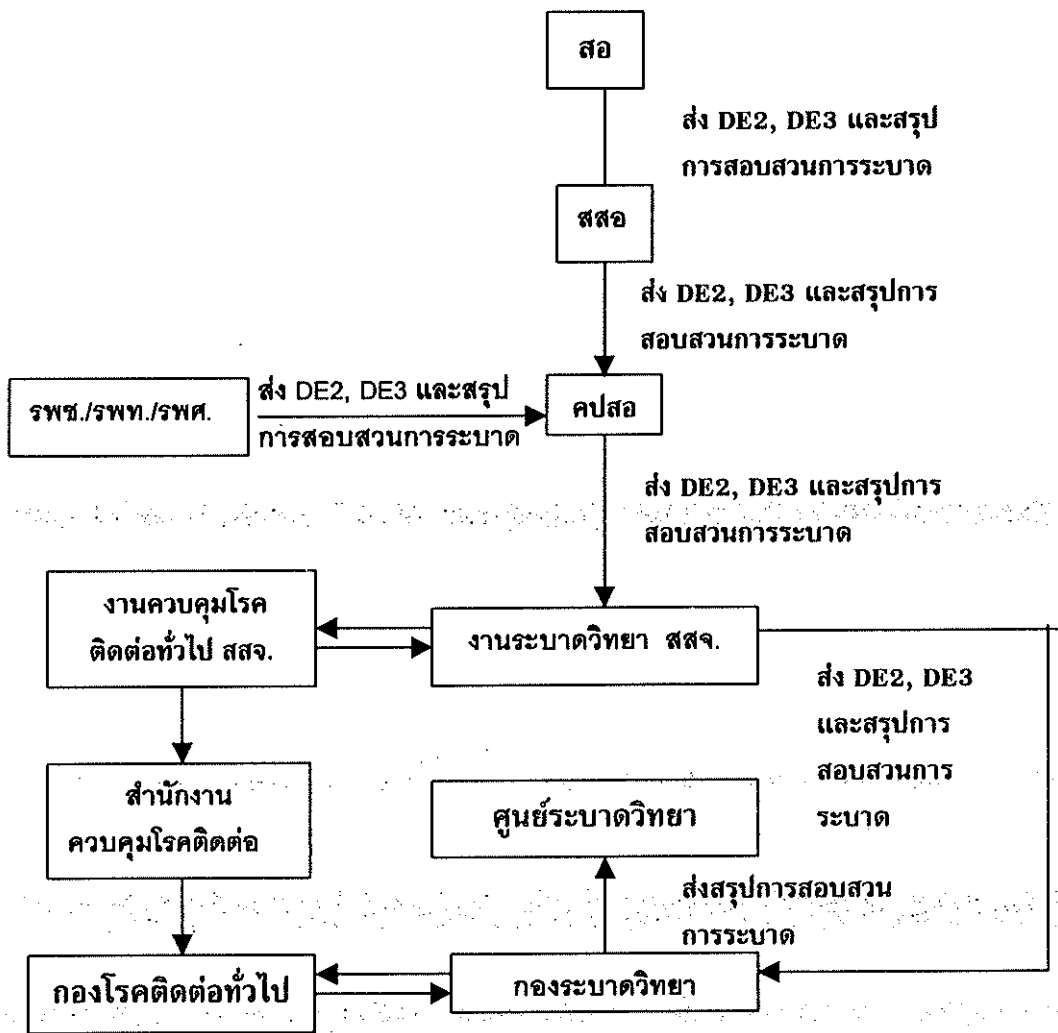 สอ
ส่ง DE2, DE3 และสรุป
การสอบสวนการระบาด
สสอ
ส่ง DE2, DE3 และสรุปการ
สอบสวนการระบาด
รพช./รพท./รพศ.
ส่ง DE2, DE3 และสรุป
การสอบสวนการระบาด
คปสอ
ส่ง DE2, DE3 และสรุปการ
สอบสวนการระบาด
งานควบคุมโรค
ติดต่อทั่วไป สสจ.
งานระบาดวิทยา สสจ.
ส่ง DE2, DE3
และสรุปการ
สอบสวนการ
ระบาด
สำนักงาน
ควบคุมโรคติดต่อ
ศูนย์ระบาดวิทยา
ส่งสรุปการสอบสวน
การระบาด
กองโรคติดต่อทั่วไป
กองระบาดวิทยา